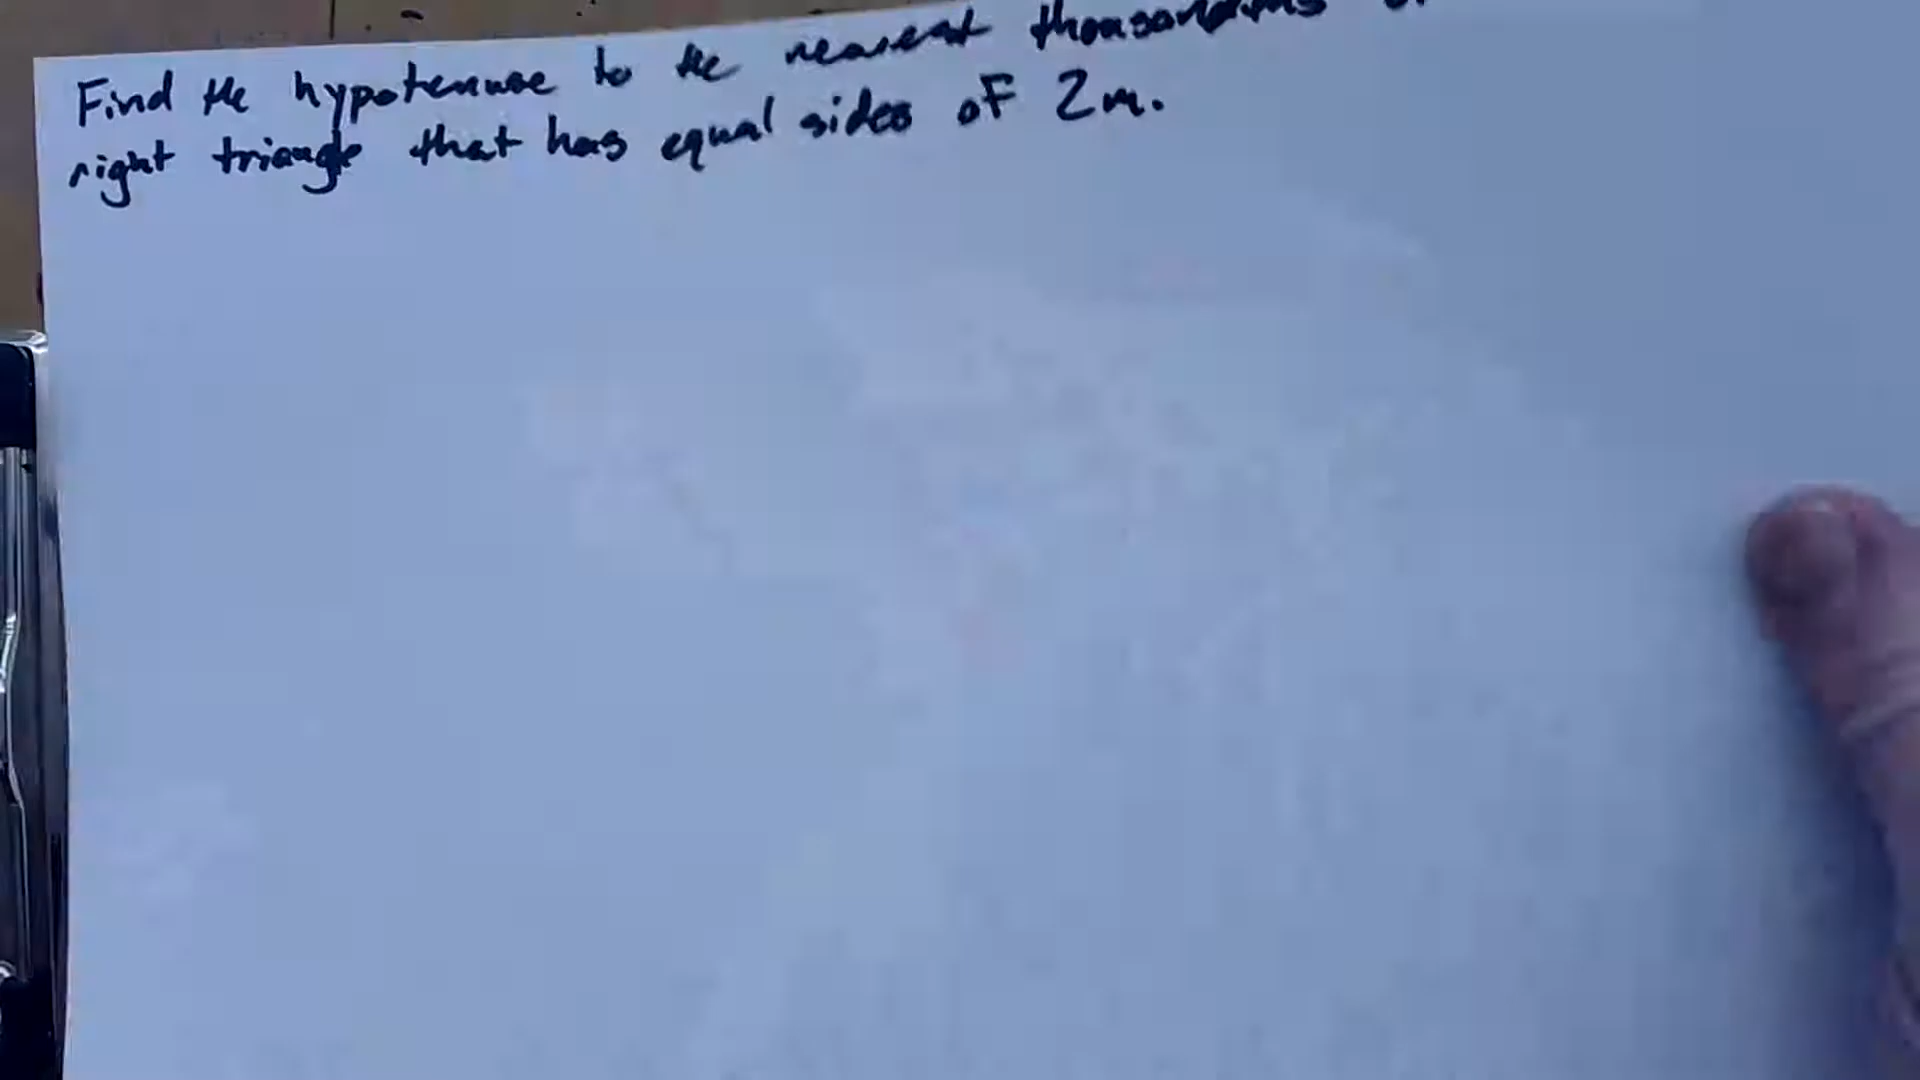 Find the hypotenuse to the nearest thousandths
right triangle that has equal sides of 2m.